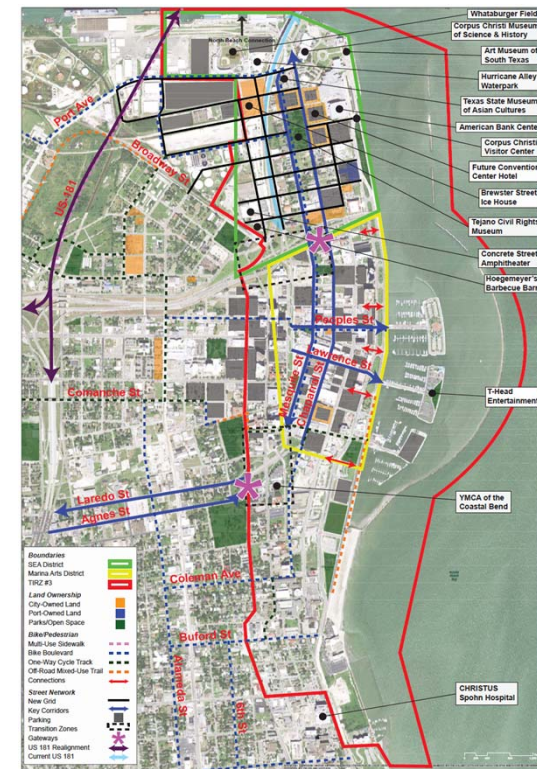 Whataburger Field
Corpus Christi Museum
of Science & History
North Reach Connection
Art Museum of
South Texas
Hurricane Alley
Waterpark
Texas State Museum
of Asian Cultures
American Bank Center
Corpus Christi
Visitor Center
Future Convention
Center Hotel
Brewster Street
Ice House
Tejano Civil Rights
Museum
Concrete Street
Amphitheater
Hoegemeyer's
Barbecue Barn
Port Ave
Broadway St
US-181
Peoples St
Lawrence St
Mesquite St
Chaparral St
Comanche St
T-Head
Entertainment
Laredo St
Agnes St
YMCA of the
Coastal Bend
Coleman Ave
Buford St
Alameda St
CHRISTUS
Spohn Hospital
Boundaries
SEA District
Marina Arts District
TIRZ #3
Land Ownership
City-Owned Land
Port-Owned Land
Parks/Open Space
Bike/Pedestrian
Multi-Use Sidewalk
Bike Boulevard
One-Way Cycle Track
Off-Road Mixed-Use Trail
Connections
Street Network
New Grid
Key Corridors
Parking
Transition Zones
Gateways
US 181 Realignment
Current US 181